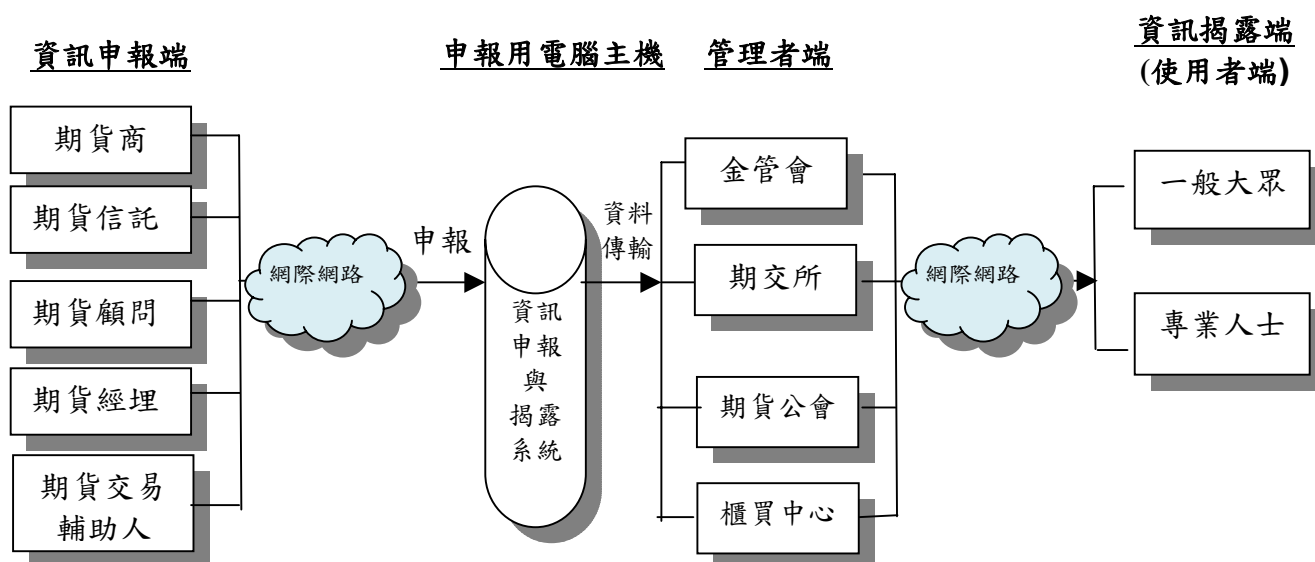 資訊申報端
申報用電腦主機
管理者端
資訊揭露端
(使用者端)
期貨商
期貨信託
期貨顧問
期貨經理
期貨交易
輔助人
網際網路
申報
資訊
申報
與
揭露
系統
資料
傳輸
金管會
期交所
期貨公會
櫃買中心
網際網路
一般大眾
專業人士